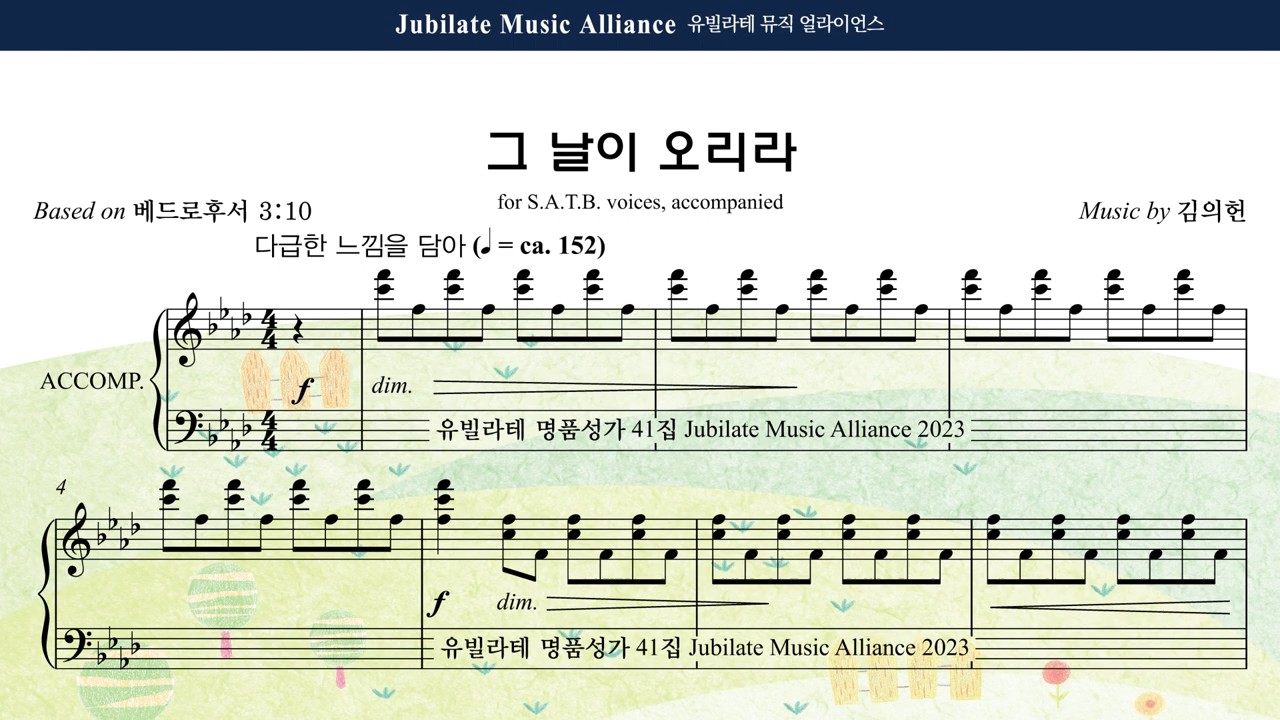 Jubilate Music Alliance 유빌라테 뮤직 얼라이언스
그 날이 오리라
for S.A.T.B. voices, accompanied
Based on 베드로후서 3:10
Music by 김의헌
다급한 느낌을 담아 (♩ = ca. 152)
4
4
ACCOMP.
f
dim.
4
4
유빌라테 명품성가 41집 Jubilate Music Alliance 2023
4
f
dim.
유빌라테 명품성가 41집 Jubilate Music Alliance 2023